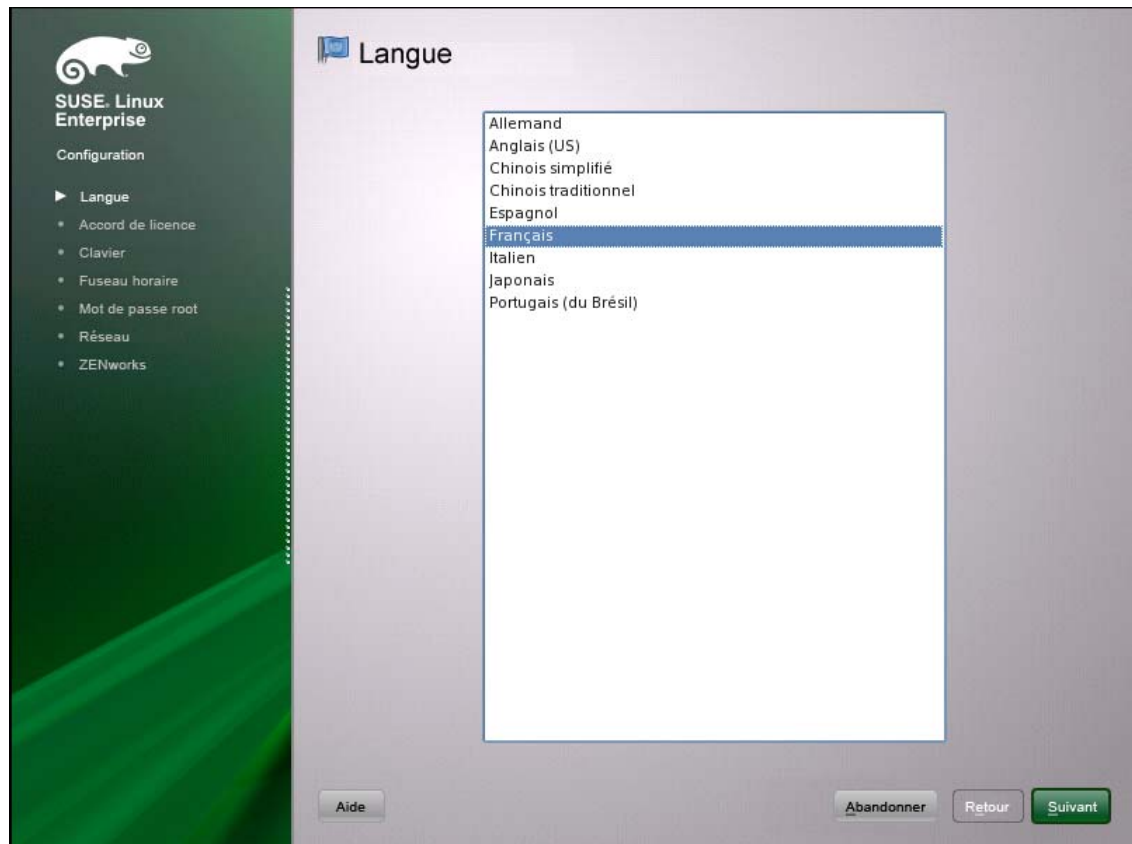 SUSE. Linux
Enterprise
Configuration
Langue
Accord de licence
Clavier
Fuseau horaire
Mot de passe root
Réseau
ZENworks
Langue
Allemand
Anglais (US)
Chinois simplifié
Chinois traditionnel
Espagnol
Français
Italien
Japonais
Portugais (du Brésil)
Aide
Abandonner
Retour
Suivant